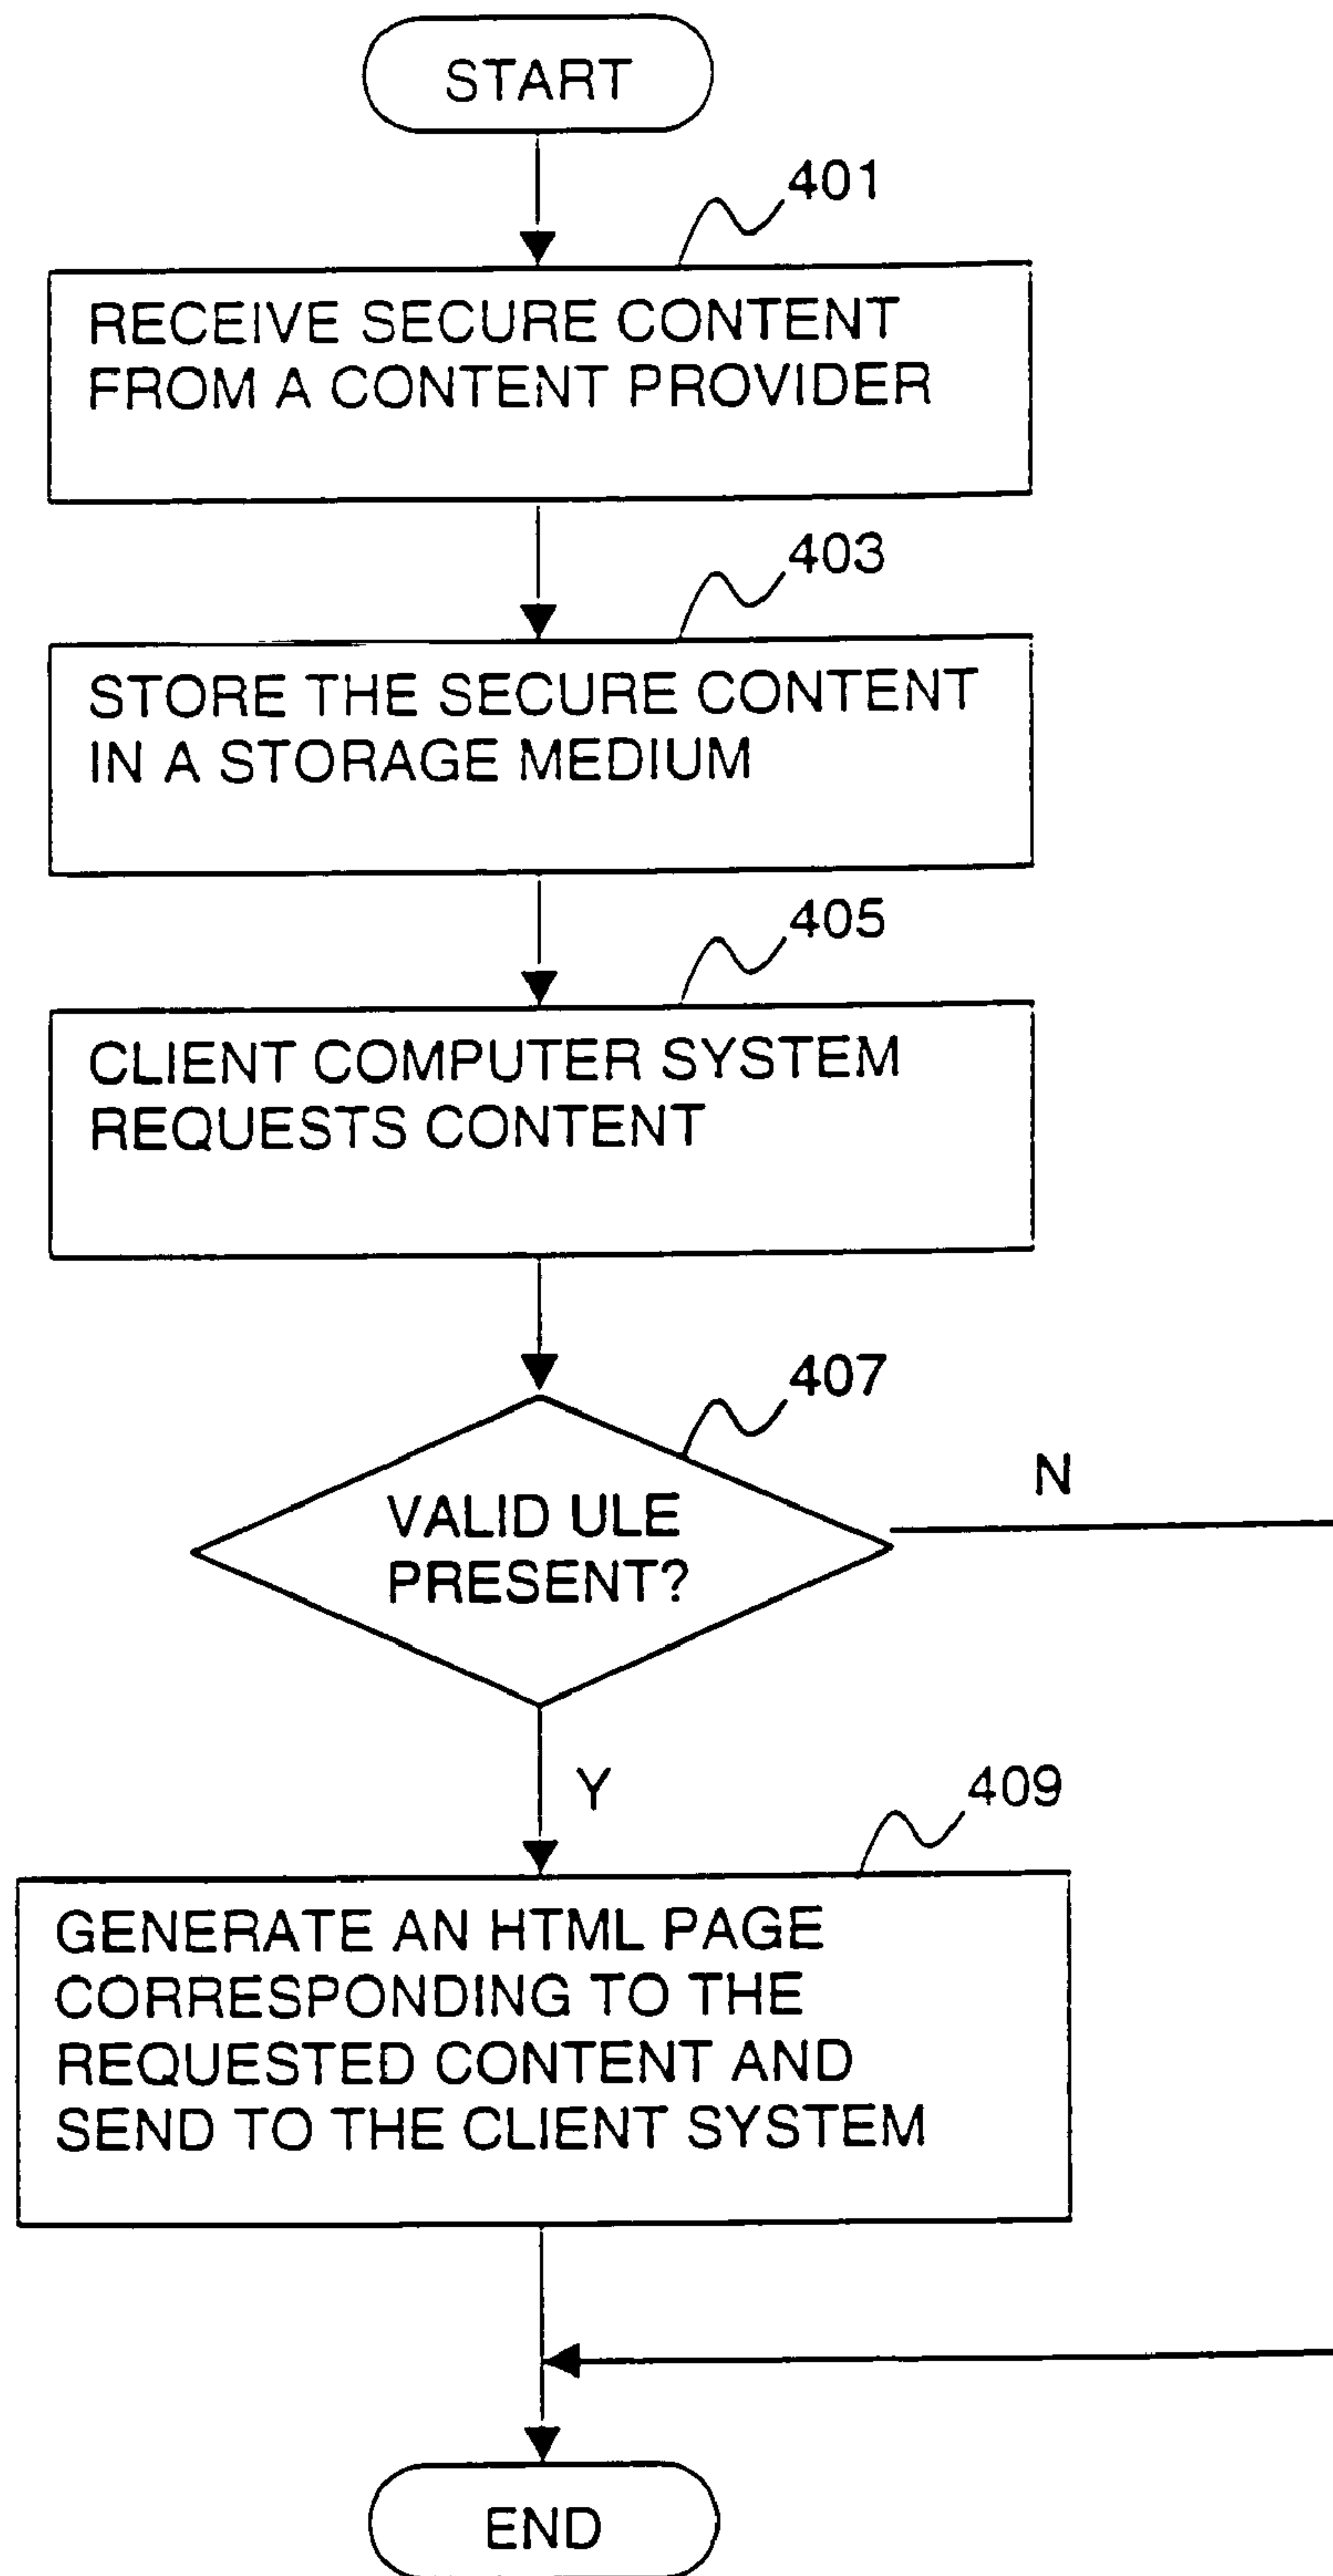 START
401
RECEIVE SECURE CONTENT
FROM A CONTENT PROVIDER
403
STORE THE SECURE CONTENT
IN A STORAGE MEDIUM
405
CLIENT COMPUTER SYSTEM
REQUESTS CONTENT
407
VALID ULE
PRESENT?
N
Y
409
GENERATE AN HTML PAGE
CORRESPONDING TO THE
REQUESTED CONTENT AND
SEND TO THE CLIENT SYSTEM
END